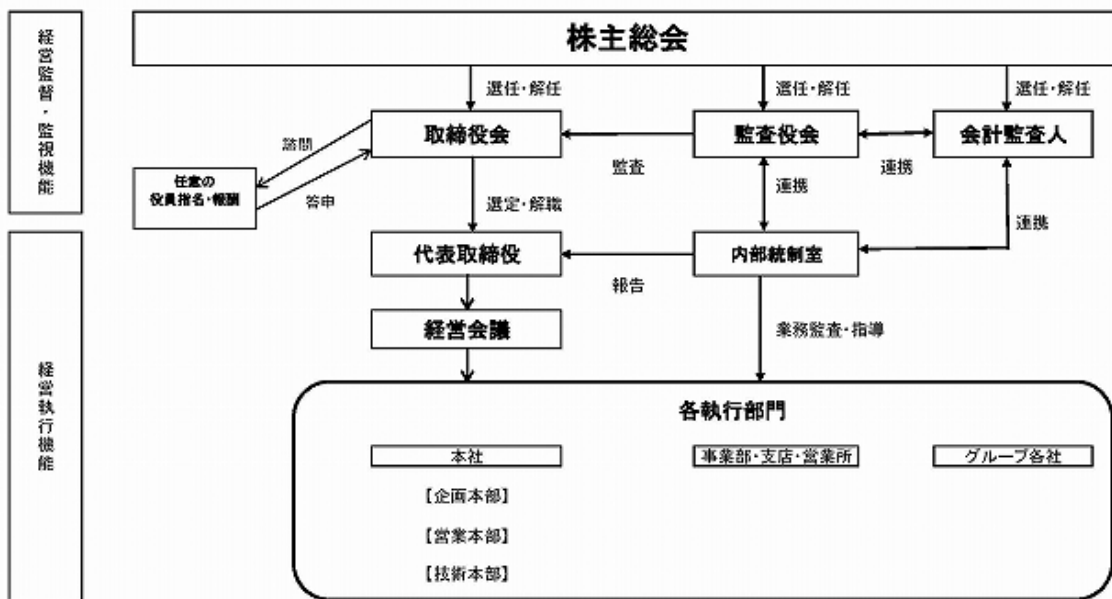 株主総会
経営監督・監視機能
選任・解任
選任・解任
選任・解任
取締役会
監査役会
会計監査人
諮問
監査
連携
任意の
役員指名・報酬
答申
連携
選定・解職
連携
経営執行機能
代表取締役
内部統制室
報告
経営会議
業務監査・指導
各執行部門
本社
事業部・支店・営業所
グループ各社
【企画本部】
【営業本部】
【技術本部】